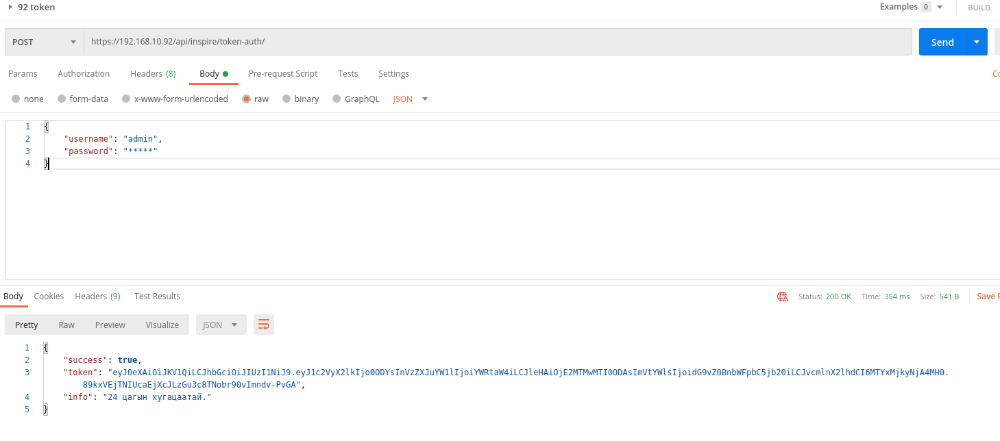 92 token
Examples 0
BUILD
POST
https://192.168.10.92/api/inspire/token-auth/
Send
Params Authorization Headers (8) Body Pre-request Script Tests Settings
none form-data x-www-form-urlencoded raw binary GraphQL JSON
1 {
2 "username": "admin",
3 "password": "*****"
4 }
Body Cookies Headers (9) Test Results
Status: 200 OK Time: 354 ms Size: 541 B Save
Pretty Raw Preview Visualize JSON
1 {
2 "success": true,
3 "token": "eyJ0eXAiOiJKV1QiLCJhbGciOiJIUzI1NiJ9.eyJ1c2VyX2lkIjo0ODYsInVzZXJuYW1lIjoiYWRtaW4iLCJleHAiOjE2MTMwMTI0ODAsImVtYWlsIjoidG9vZ0BnbWFpbC5jb20iLCJvcmlnX2lhdCI6MTYxMjkyNjA4MH0.
89kxVEjTNIUcaEjXcJLzGu3c8TNobr90vImndv-PvGA",
4 "info": "24 цагын хугацаатай."
5 }